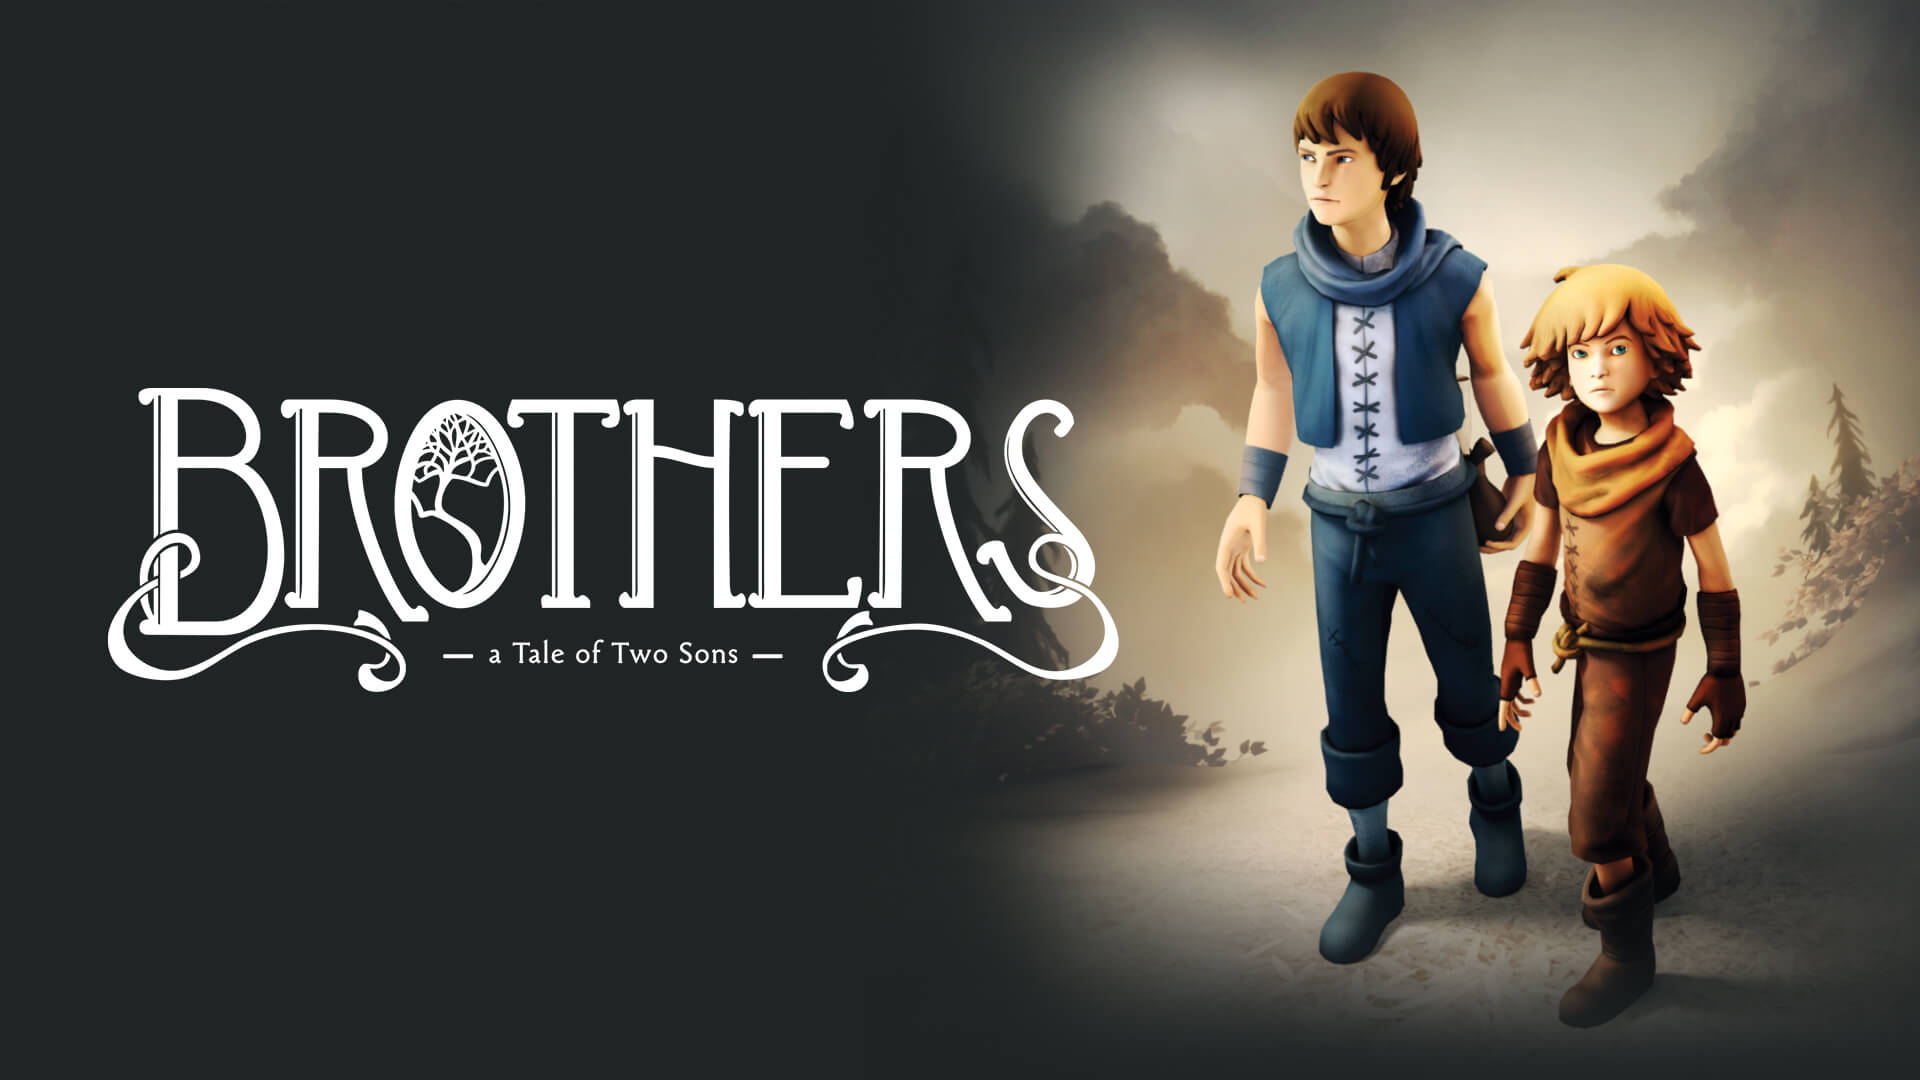 BROTHERS
— a Tale of Two Sons —